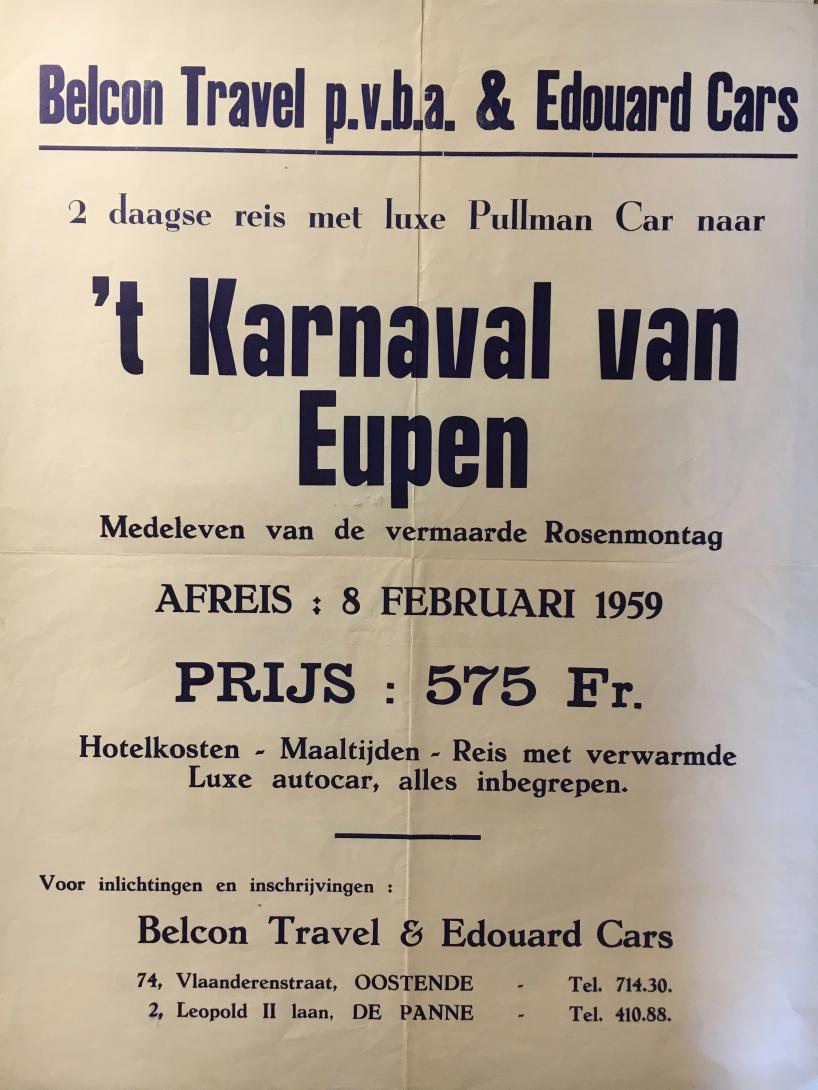 Belcon Travel p.v.b.a. & Edouard Cars
2 daagse reis met luxe Pullman Car naar
't Karnaval van
Eupen
Medeleven van de vermaarde Rosenmontag
AFREIS : 8 FEBRUARI 1959
PRIJS : 575 Fr.
Hotelkosten - Maaltijden - Reis met verwarmde
Luxe autocar, alles inbegrepen.
Voor inlichtingen en inschrijvingen :
Belcon Travel & Edouard Cars
74, Vlaanderenstraat, OOSTENDE - Tel. 714.30.
2, Leopold II laan, DE PANNE - Tel. 410.88.